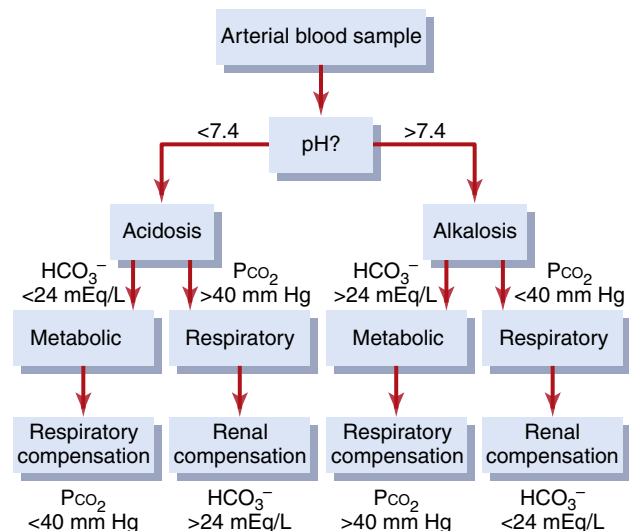 Arterial blood sample
<7.4
pH?
>7.4
Acidosis
Alkalosis
HCO₃⁻
<24 mEq/L
PCO₂
>40 mm Hg
HCO₃⁻
>24 mEq/L
PCO₂
<40 mm Hg
Metabolic
Respiratory
Metabolic
Respiratory
Respiratory
compensation
Renal
compensation
Respiratory
compensation
Renal
compensation
PCO₂
<40 mm Hg
HCO₃⁻
>24 mEq/L
PCO₂
>40 mm Hg
HCO₃⁻
<24 mEq/L